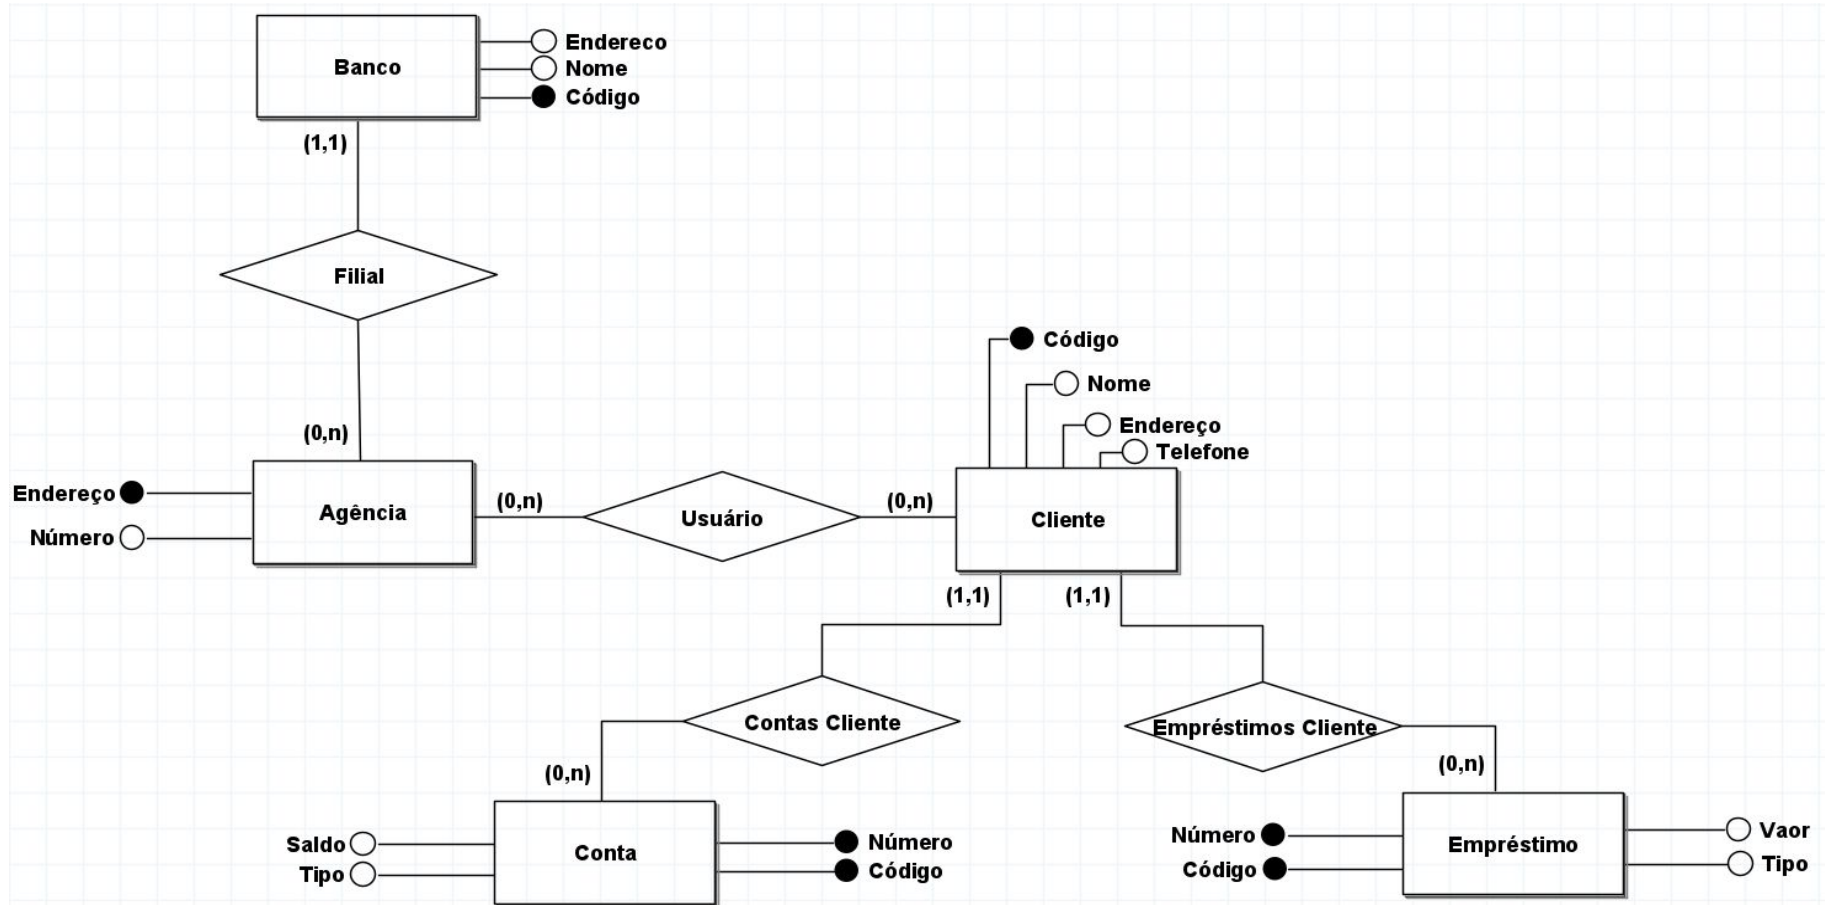 Banco
Endereco
Nome
Código
(1,1)
Filial
(0,n)
Endereço
Número
Agência
(0,n)
Usuário
(0,n)
Código
Nome
Endereço
Telefone
Cliente
(1,1)
(1,1)
Contas Cliente
Empréstimos Cliente
(0,n)
(0,n)
Saldo
Tipo
Conta
Número
Código
Número
Código
Empréstimo
Vaor
Tipo